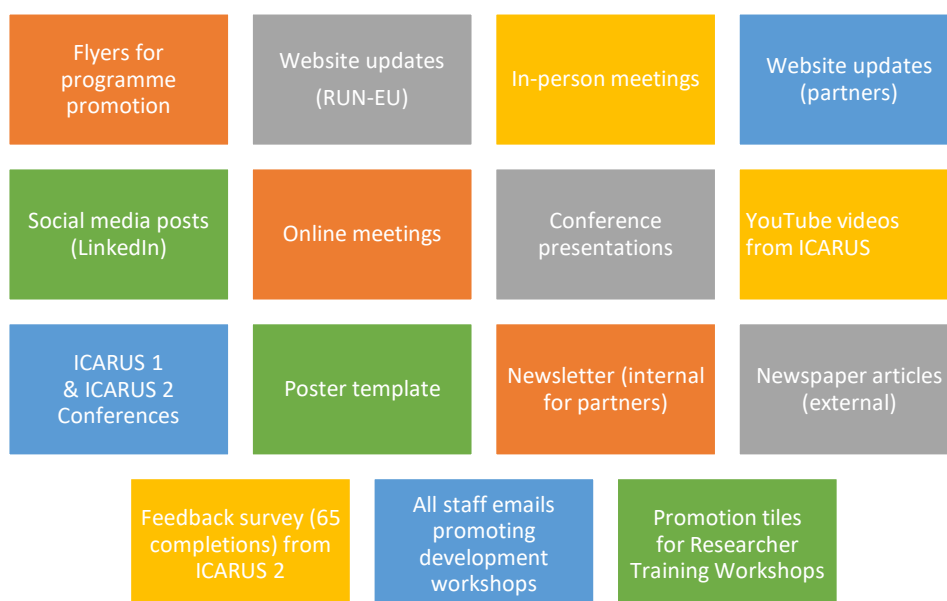 Flyers for
programme
promotion
Website updates
(RUN-EU)
In-person meetings
Website updates
(partners)
Social media posts
(LinkedIn)
Online meetings
Conference
presentations
YouTube videos
from ICARUS
ICARUS 1
& ICARUS 2
Conferences
Poster template
Newsletter (internal
for partners)
Newspaper articles
(external)
Feedback survey (65
completions) from
ICARUS 2
All staff emails
promoting
development
workshops
Promotion tiles
for Researcher
Training Workshops